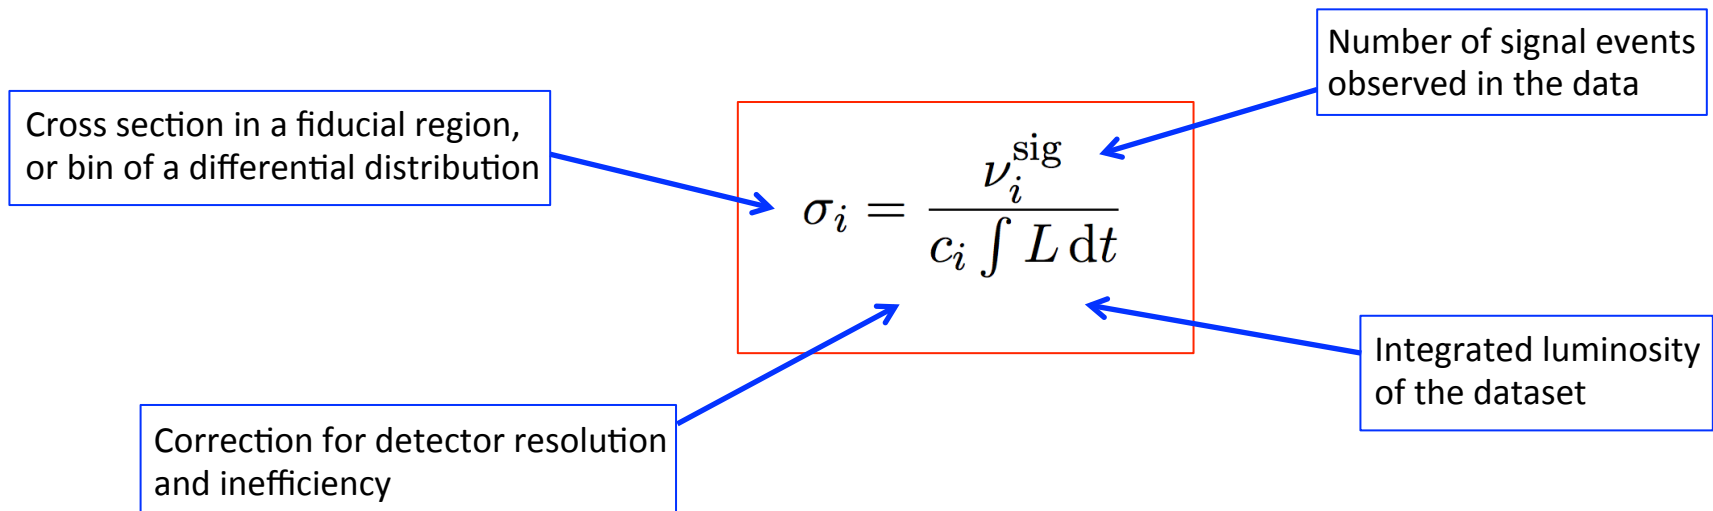 Number of signal events
observed in the data
Cross section in a fiducial region,
or bin of a differential distribution
σ_i = ν_i^sig / (c_i ∫ L dt)
Integrated luminosity
of the dataset
Correction for detector resolution
and inefficiency